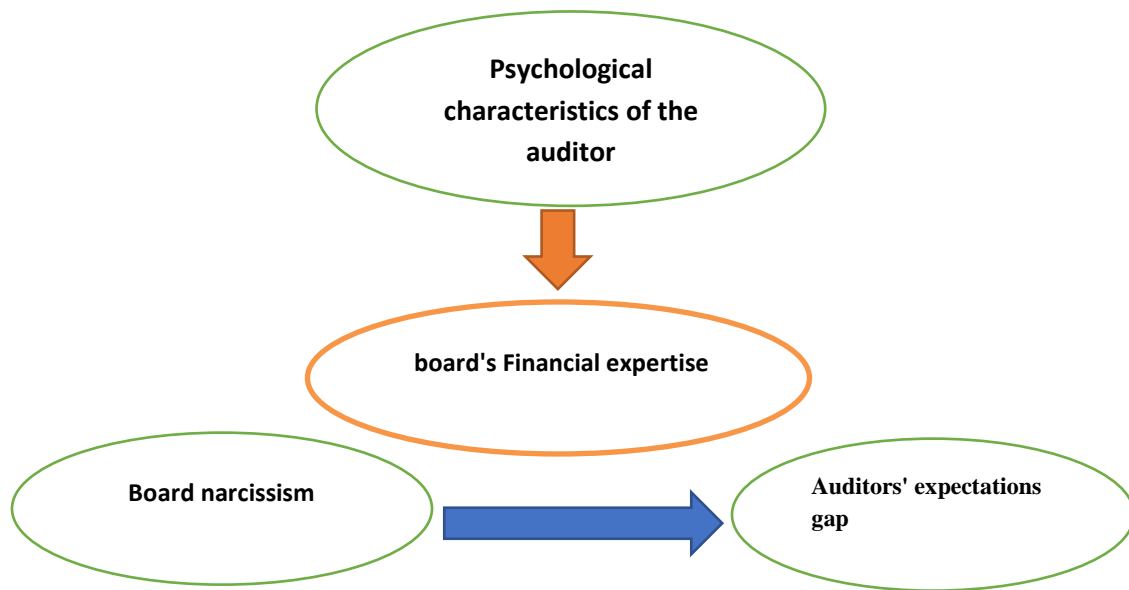 Psychological
characteristics of the
auditor
board's Financial expertise
Board narcissism
Auditors' expectations
gap